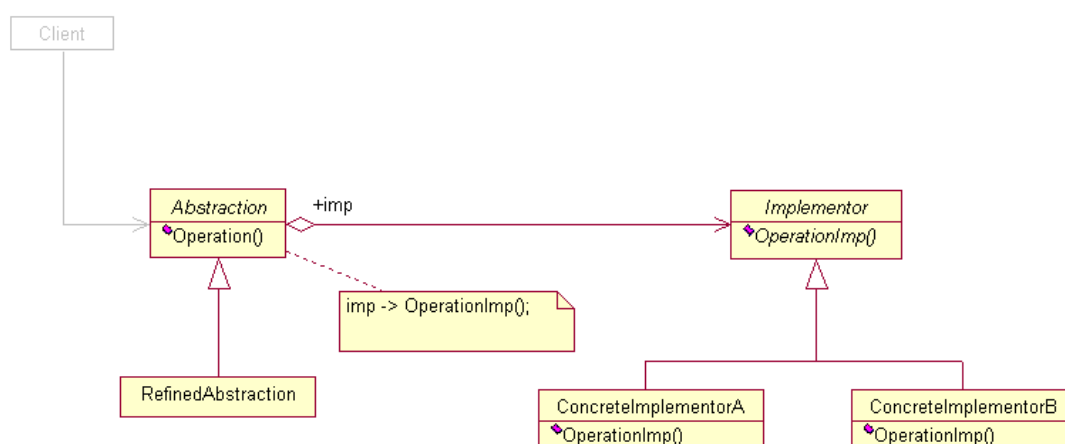 Client
Abstraction
Operation()
+imp
Implementor
OperationImp()
imp -> OperationImp();
RefinedAbstraction
ConcreteImplementorA
OperationImp()
ConcreteImplementorB
OperationImp()